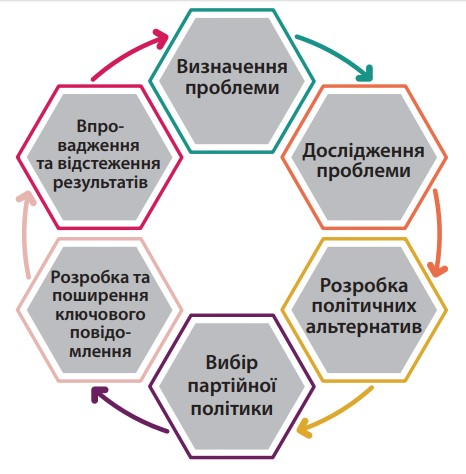 Визначення
проблеми
Дослідження
проблеми
Розробка
політичних
альтернатив
Вибір
партійної
політики
Розробка та
поширення
ключового
повідо-
млення
Впро-
вадження
та відстеження
результатів